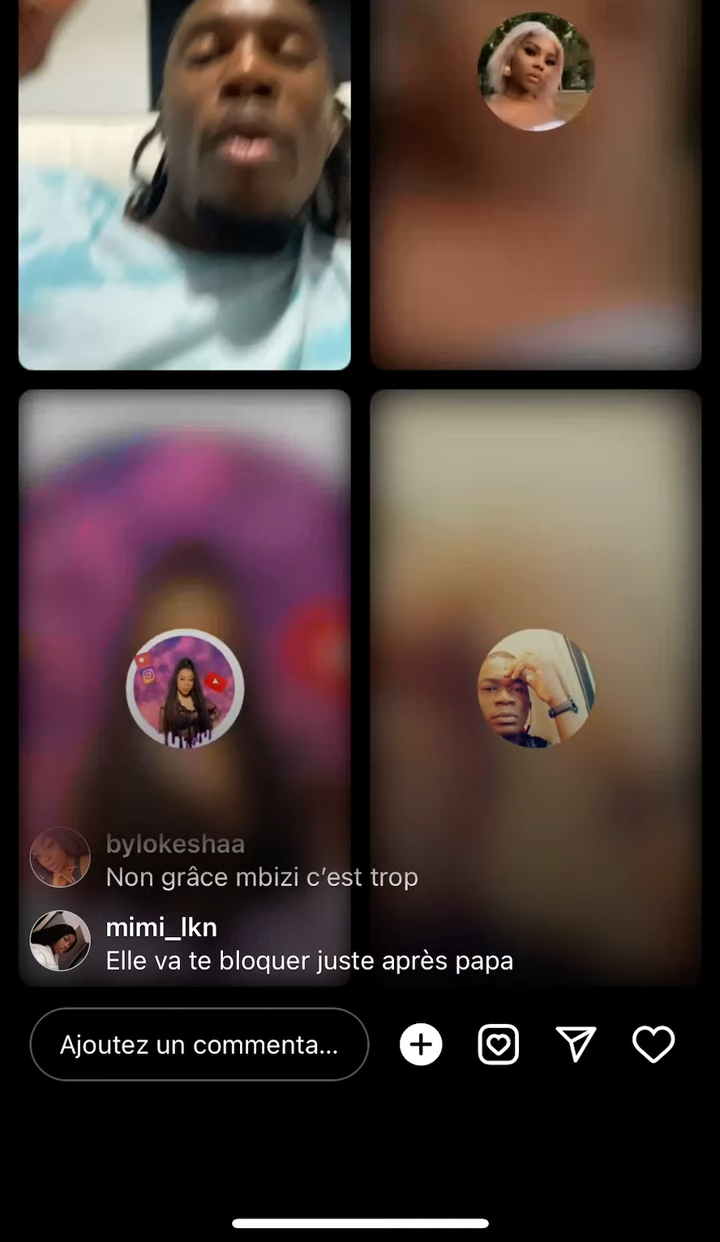 bylokeshaa
Non grâce mbizi c’est trop
mimi_lkn
Elle va te bloquer juste après papa
Ajoutez un commenta...